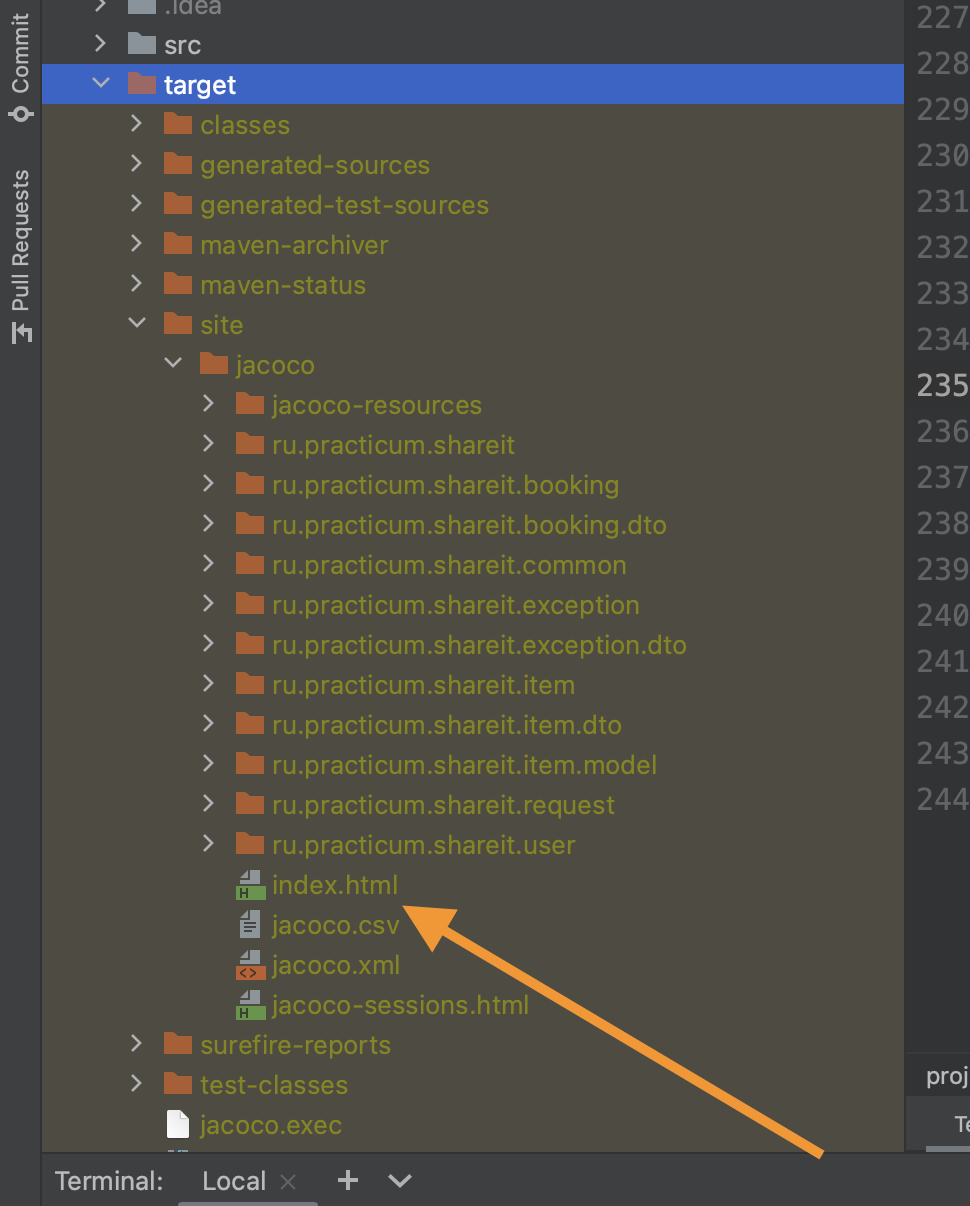 Commit
Pull Requests
.idea
src
target
classes
generated-sources
generated-test-sources
maven-archiver
maven-status
site
jacoco
jacoco-resources
ru.practicum.shareit
ru.practicum.shareit.booking
ru.practicum.shareit.booking.dto
ru.practicum.shareit.common
ru.practicum.shareit.exception
ru.practicum.shareit.exception.dto
ru.practicum.shareit.item
ru.practicum.shareit.item.dto
ru.practicum.shareit.item.model
ru.practicum.shareit.request
ru.practicum.shareit.user
index.html
jacoco.csv
jacoco.xml
jacoco-sessions.html
surefire-reports
test-classes
jacoco.exec
227
228
229
230
231
232
233
234
235
236
237
238
239
240
241
242
243
244
proj
Te
Terminal: Local